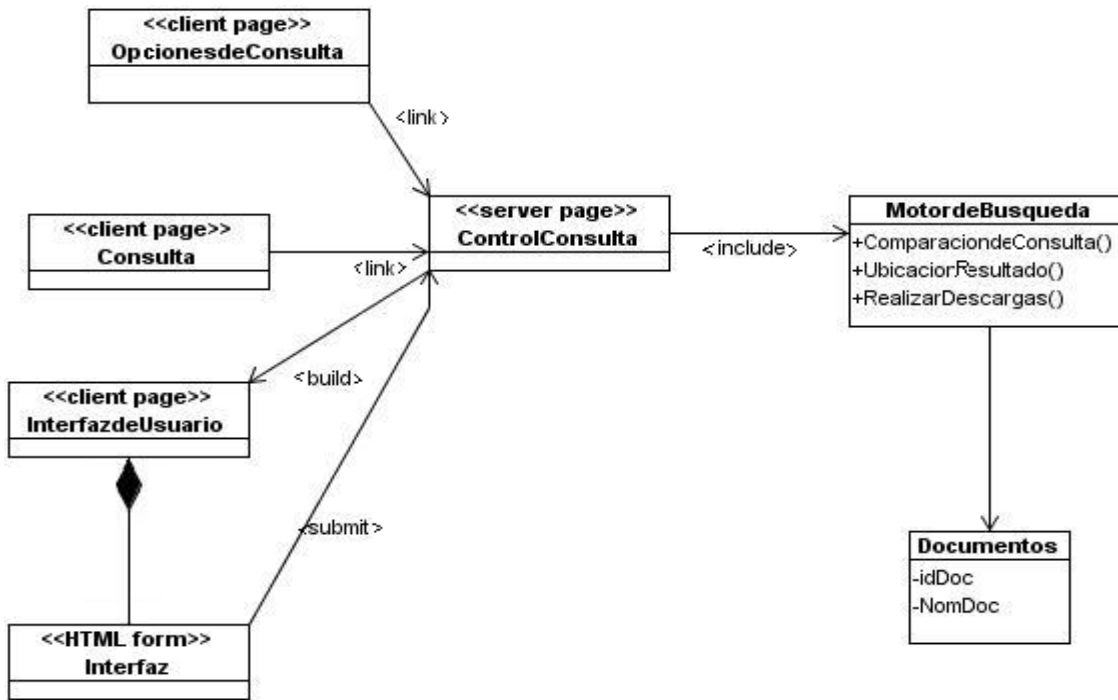 <<client page>>
OpcionesdeConsulta
<link>
<<client page>>
Consulta
<link>
<<server page>>
ControlConsulta
<include>
MotordeBusqueda
+ComparaciondeConsulta()
+UbicacionResultado()
+RealizarDescargas()
<build>
<<client page>>
InterfazdeUsuario
<submit>
Documentos
-idDoc
-NomDoc
<<HTML form>>
Interfaz